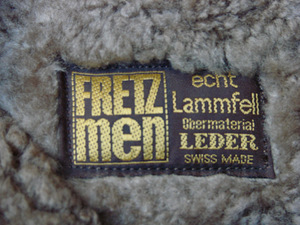 FRETZ
men
echt
Lammfell
Obermaterial
LEDER
SWISS MADE